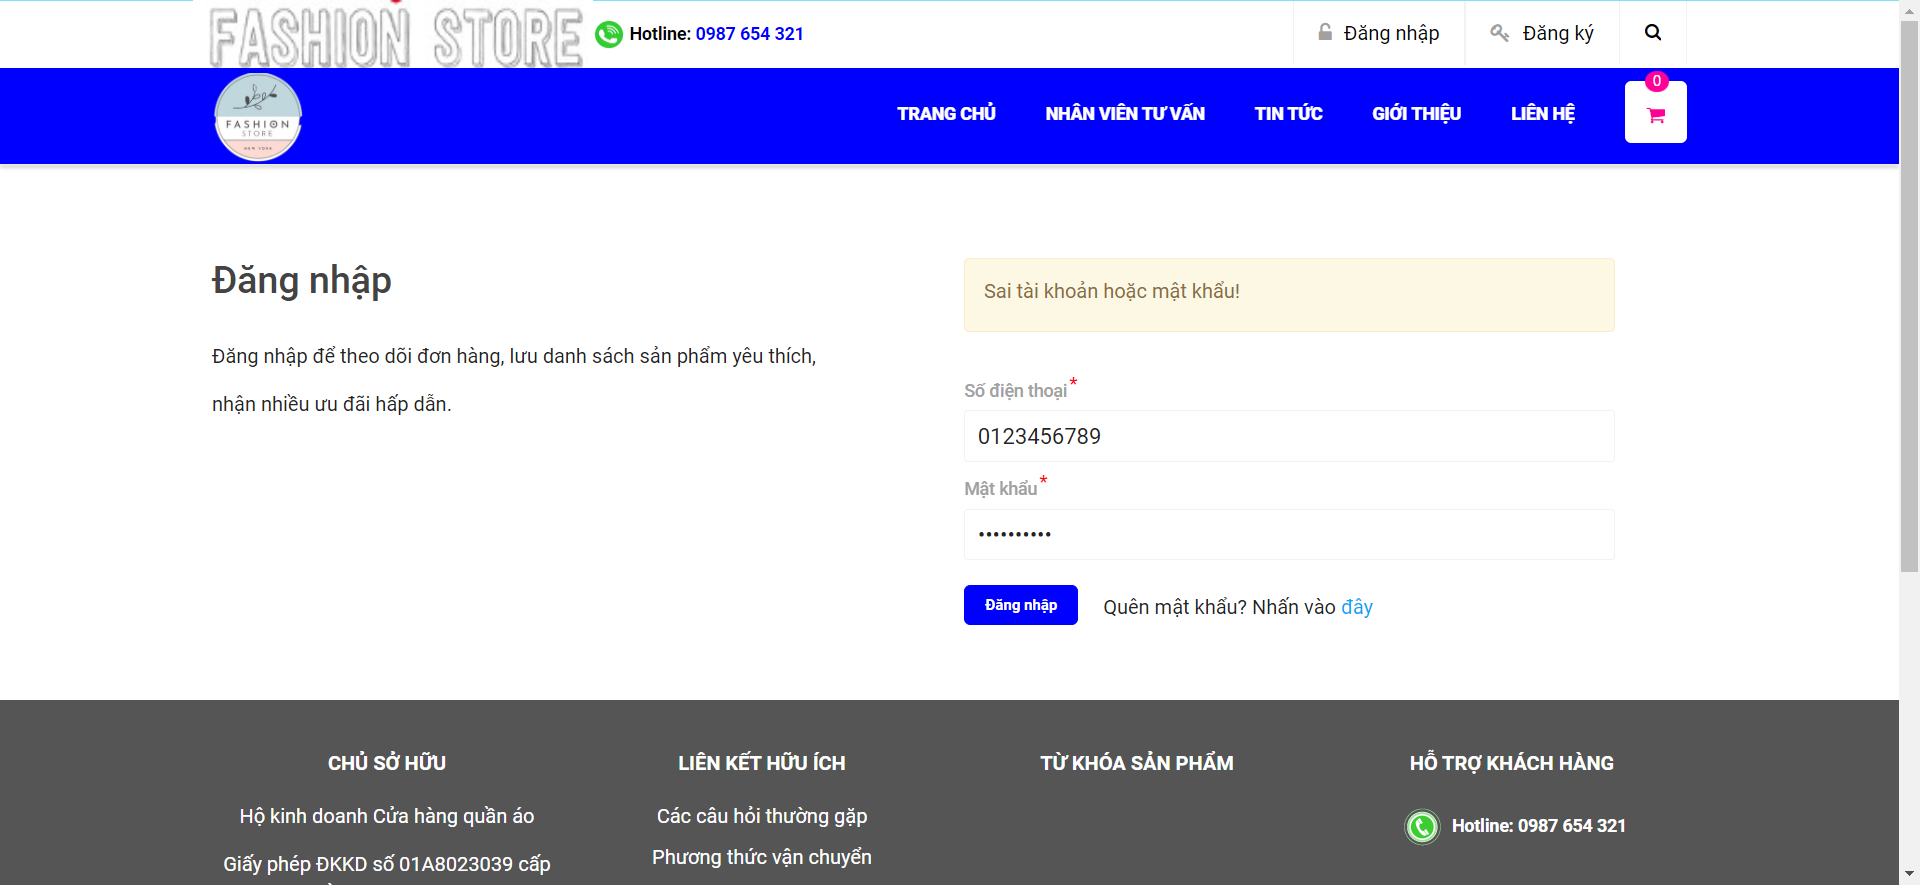 FASHION STORE
Hotline: 0987 654 321
Đăng nhập
Đăng ký
FASHION
STORE
NEW YORK
TRANG CHỦ
NHÂN VIÊN TƯ VẤN
TIN TỨC
GIỚI THIỆU
LIÊN HỆ
0
Đăng nhập
Đăng nhập để theo dõi đơn hàng, lưu danh sách sản phẩm yêu thích,
nhận nhiều ưu đãi hấp dẫn.
Sai tài khoản hoặc mật khẩu!
Số điện thoại*
0123456789
Mật khẩu*
••••••••••
Đăng nhập
Quên mật khẩu? Nhấn vào đây
CHỦ SỞ HỮU
Hộ kinh doanh Cửa hàng quần áo
Giấy phép ĐKKD số 01A8023039 cấp
LIÊN KẾT HỮU ÍCH
Các câu hỏi thường gặp
Phương thức vận chuyển
TỪ KHÓA SẢN PHẨM
HỖ TRỢ KHÁCH HÀNG
Hotline: 0987 654 321